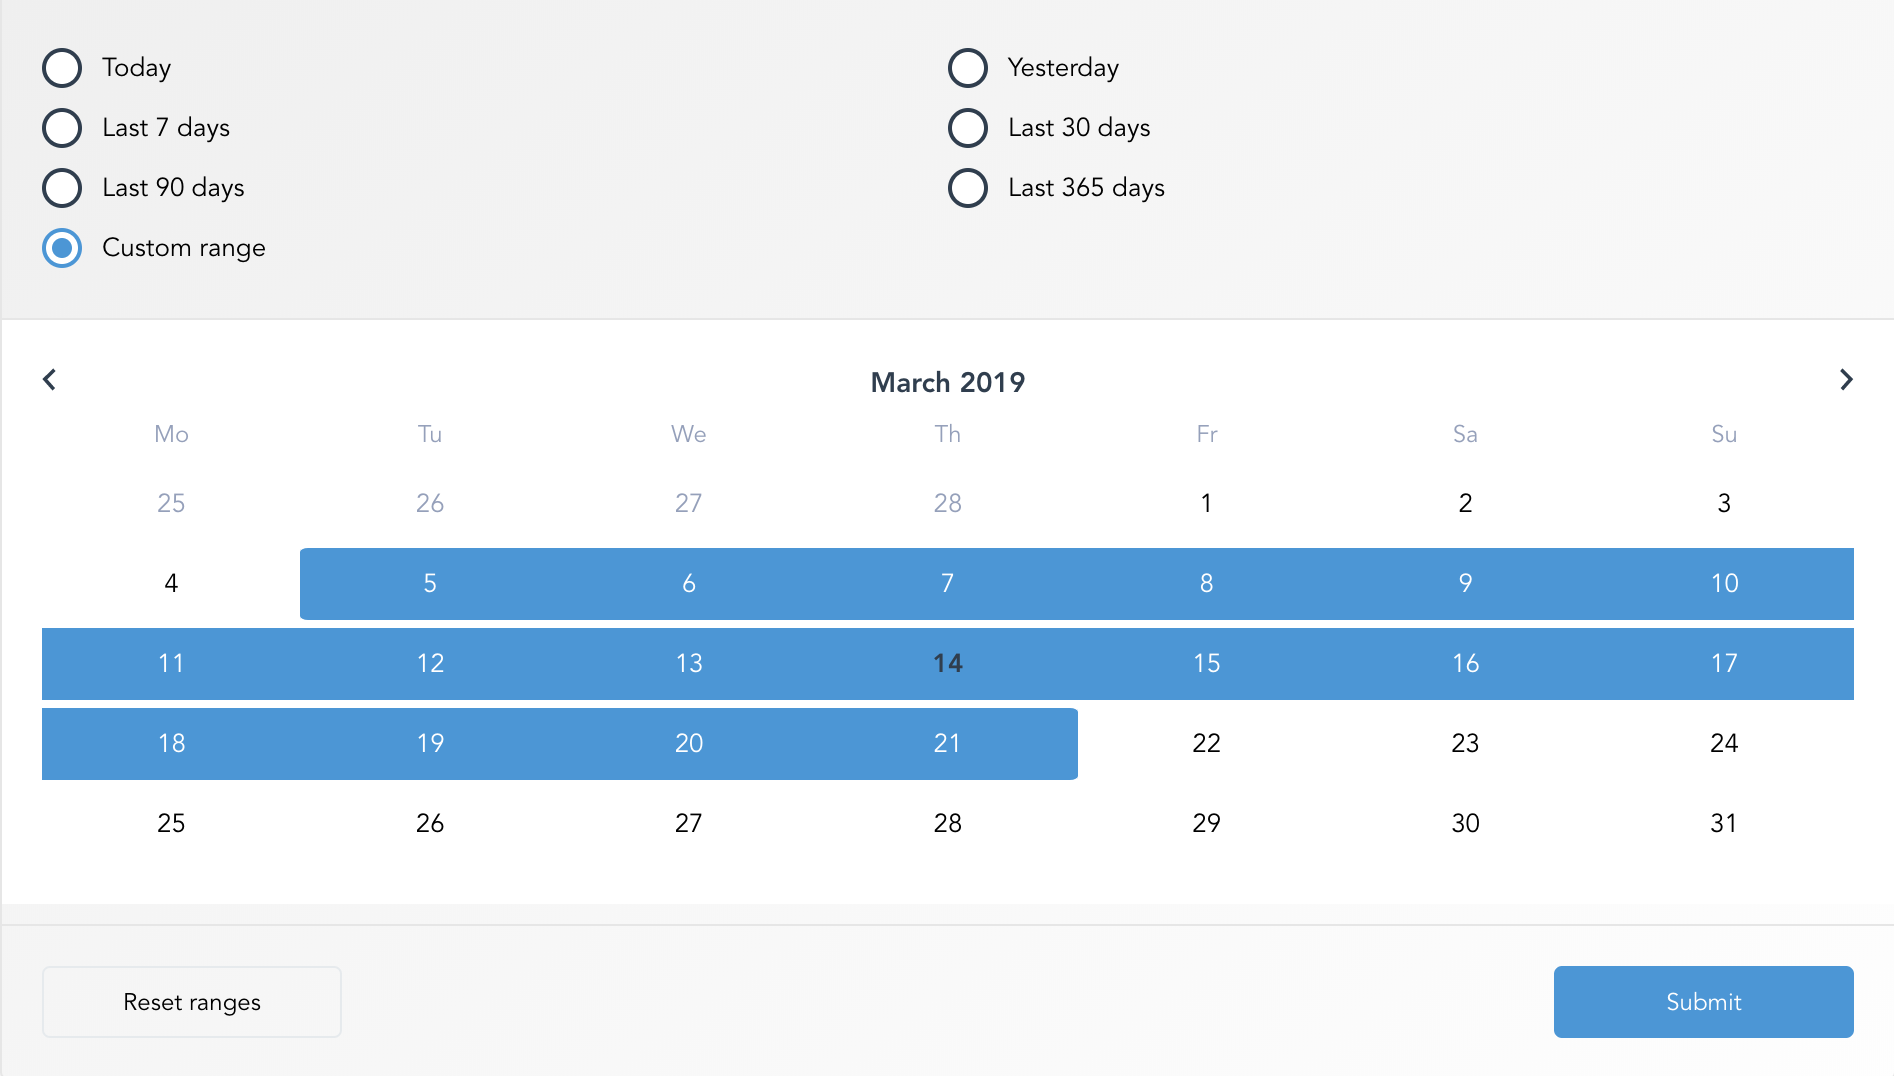 Today
Yesterday
Last 7 days
Last 30 days
Last 90 days
Last 365 days
Custom range
March 2019
Mo Tu We Th Fr Sa Su
25 26 27 28 1 2 3
4 5 6 7 8 9 10
11 12 13 14 15 16 17
18 19 20 21 22 23 24
25 26 27 28 29 30 31
Reset ranges
Submit